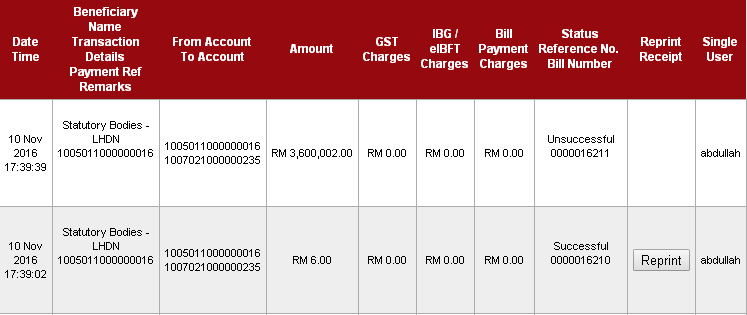 Date
Time
Beneficiary
Name
Transaction
Details
Payment Ref
Remarks
From Account
To Account
Amount
GST
Charges
IBG /
eIBFT
Charges
Bill
Payment
Charges
Status
Reference No.
Bill Number
Reprint
Receipt
Single
User
10 Nov
2016
17:39:39
Statutory Bodies -
LHDN
1005011000000016
1005011000000016
1007021000000235
RM 3,600,002.00
RM 0.00
RM 0.00
RM 0.00
Unsuccessful
0000016211
abdullah
10 Nov
2016
17:39:02
Statutory Bodies -
LHDN
1005011000000016
1005011000000016
1007021000000235
RM 6.00
RM 0.00
RM 0.00
RM 0.00
Successful
0000016210
Reprint
abdullah